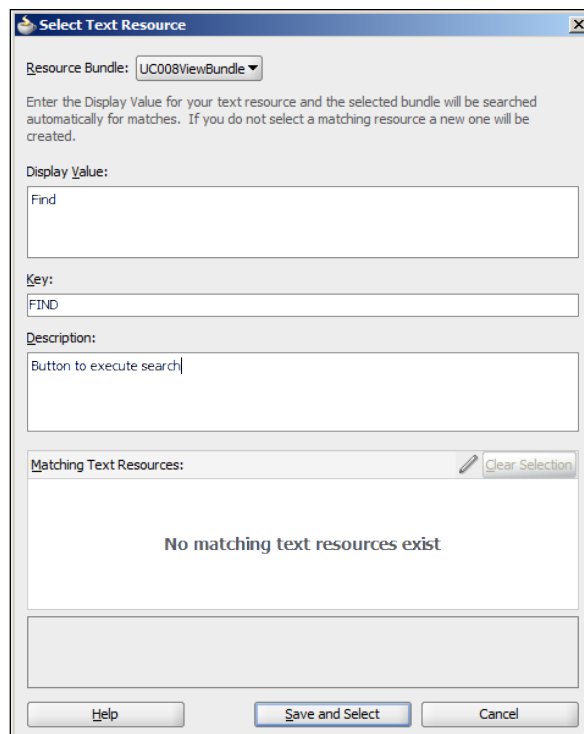 Select Text Resource
Resource Bundle: UC008ViewBundle
Enter the Display Value for your text resource and the selected bundle will be searched
automatically for matches. If you do not select a matching resource a new one will be
created.
Display Value:
Find
Key:
FIND
Description:
Button to execute search
Matching Text Resources: Clear Selection
No matching text resources exist
Help Save and Select Cancel